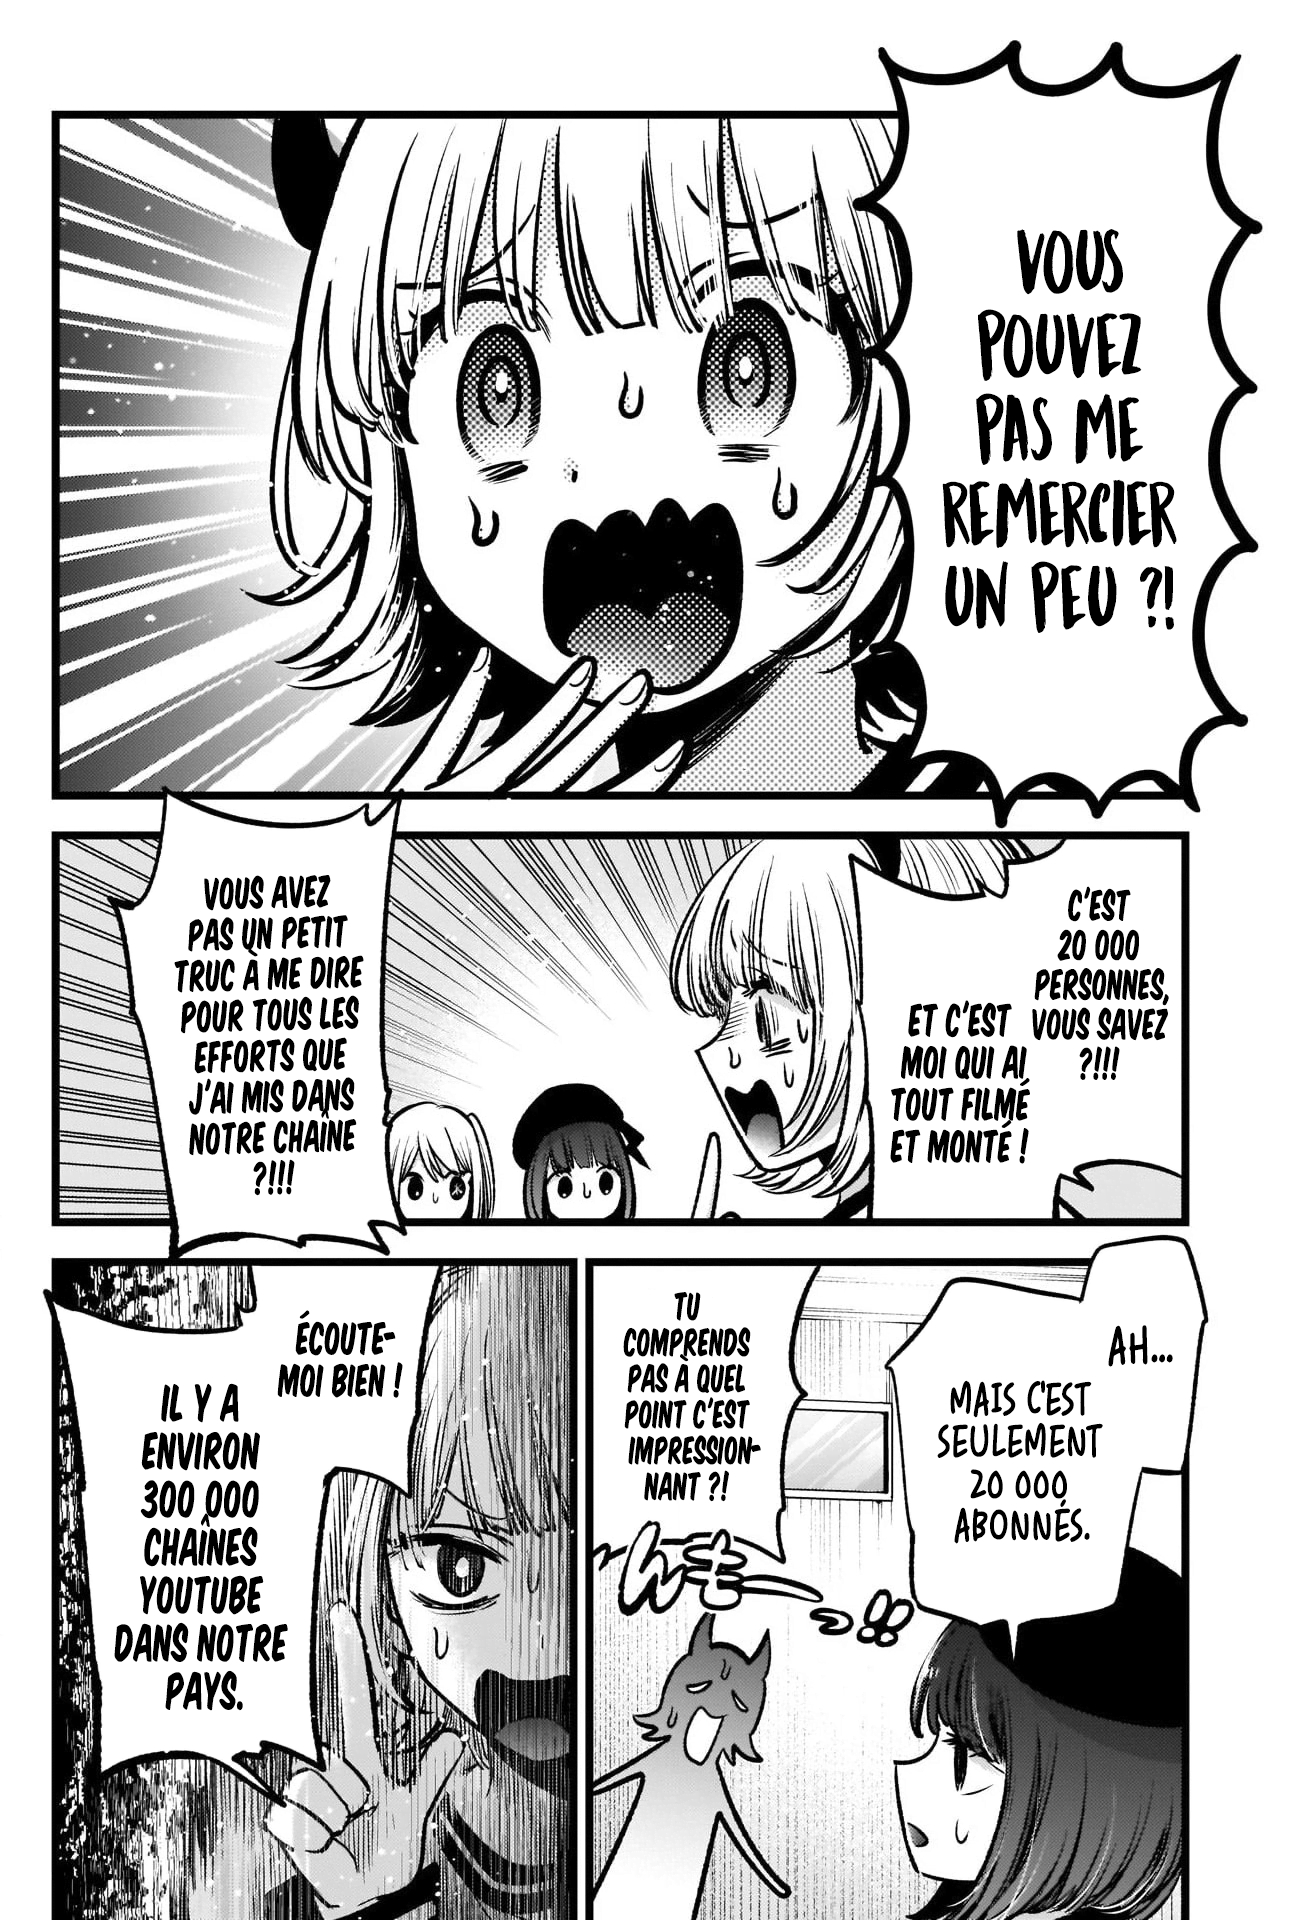 VOUS
POUVEZ
PAS ME
REMERCIER
UN PEU ?!
C'EST
20 000
PERSONNES,
VOUS SAVEZ
?!!!
ET C'EST
MOI QUI AI
TOUT FILMÉ
ET MONTÉ !
VOUS AVEZ
PAS UN PETIT
TRUC À ME DIRE
POUR TOUS LES
EFFORTS QUE
J'AI MIS DANS
NOTRE CHAÎNE
?!!!
AH...
MAIS C'EST
SEULEMENT
20 000
ABONNÉS.
TU
COMPRENDS
PAS À QUEL
POINT C'EST
IMPRESSION-
NANT ?!
んもーっ!!
ÉCOUTE-
MOI BIEN !
IL Y A
ENVIRON
300 000
CHAÎNES
YOUTUBE
DANS NOTRE
PAYS.